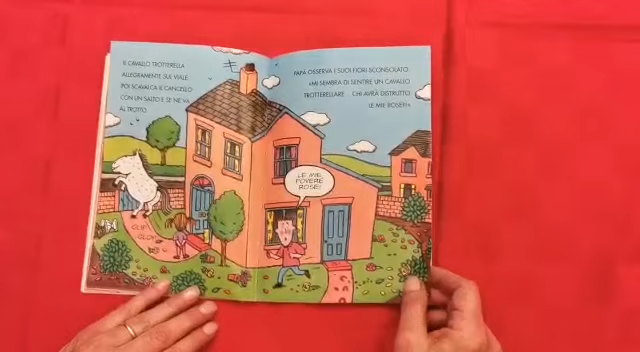 IL CAVALLO TROTTERELLA
ALLEGRAMENTE SUL VIALE,
POI SCAVALCA IL CANCELLO
CON UN SALTO E SE NE VA
AL TROTTO.
PAPÀ OSSERVA I SUOI FIORI SCONSOLATO.
«MI SEMBRA DI SENTIRE UN CAVALLO
TROTTERELLARE... CHI AVRÀ DISTRUTTO
LE MIE ROSE?».
LE MIE
POVERE
ROSE!
CLIP
CLOP